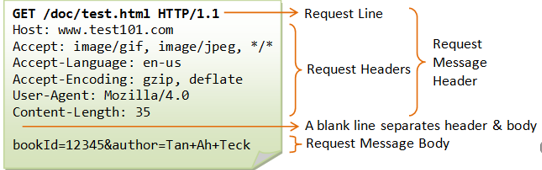 GET /doc/test.html HTTP/1.1
Host: www.test101.com
Accept: image/gif, image/jpeg, */*
Accept-Language: en-us
Accept-Encoding: gzip, deflate
User-Agent: Mozilla/4.0
Content-Length: 35
bookId=12345&author=Tan+Ah+Teck
Request Line
Request Headers
Request
Message
Header
A blank line separates header & body
Request Message Body